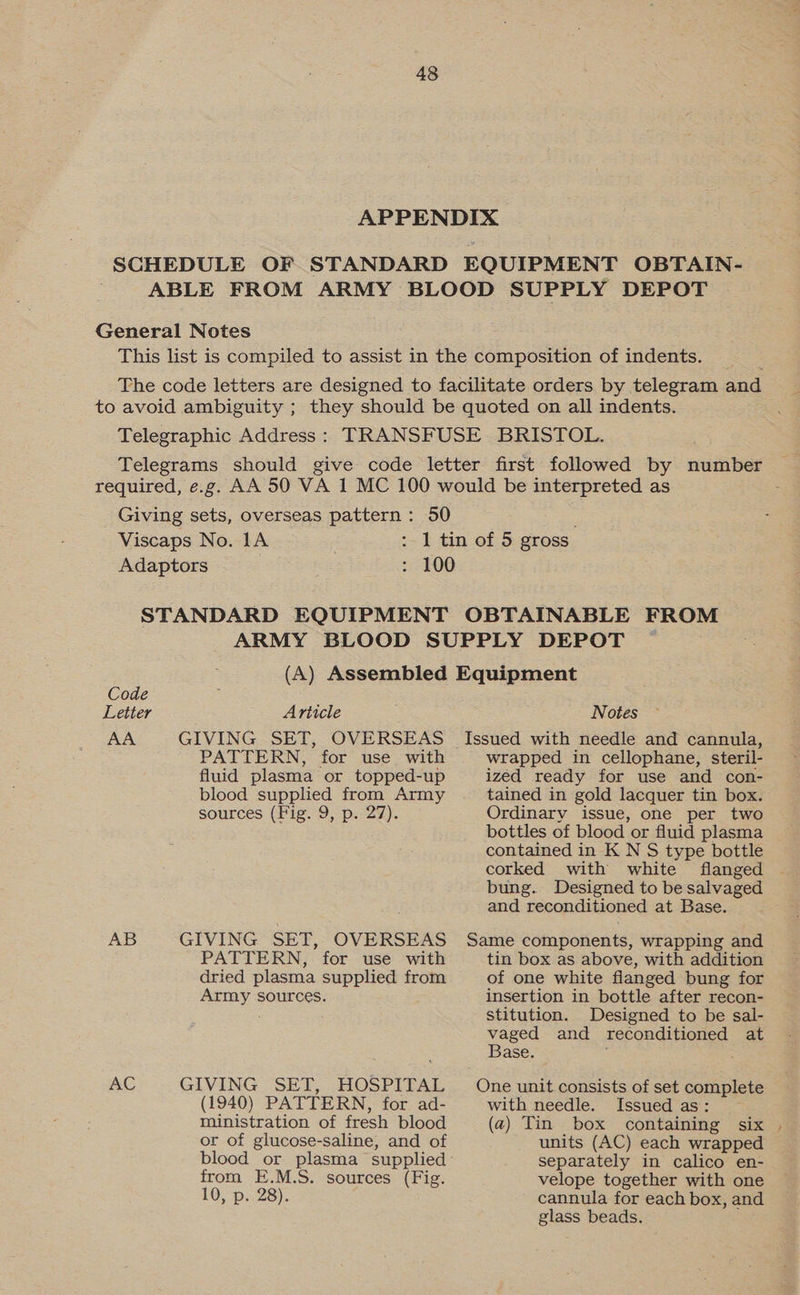 48
APPENDIX
SCHEDULE OF STANDARD EQUIPMENT OBTAIN-
ABLE FROM ARMY BLOOD SUPPLY DEPOT
General Notes
This list is compiled to assist in the composition of indents.
The code letters are designed to facilitate orders by telegram and
to avoid ambiguity ; they should be quoted on all indents.
Telegraphic Address : TRANSFUSE BRISTOL.
Telegrams should give code letter first followed by number
required, e.g. AA 50 VA 1 MC 100 would be interpreted as
Giving sets, overseas pattern : 50
Viscaps No. 1A : 1 tin of 5 gross
Adaptors : 100
STANDARD EQUIPMENT OBTAINABLE FROM
ARMY BLOOD SUPPLY DEPOT
(A) Assembled Equipment
Code
Letter Article Notes
AA GIVING SET, OVERSEAS
PATTERN, for use with
fluid plasma or topped-up
blood supplied from Army
sources (Fig. 9, p. 27).
Issued with needle and cannula,
wrapped in cellophane, steril-
ized ready for use and con-
tained in gold lacquer tin box.
Ordinary issue, one per two
bottles of blood or fluid plasma
contained in K N S type bottle
corked with white flanged
bung. Designed to be salvaged
and reconditioned at Base.
AB GIVING SET, OVERSEAS
PATTERN, for use with
dried plasma supplied from
Army sources.
Same components, wrapping and
tin box as above, with addition
of one white flanged bung for
insertion in bottle after recon-
stitution. Designed to be sal-
vaged and reconditioned at
Base.
AC GIVING SET, HOSPITAL
(1940) PATTERN, for ad-
ministration of fresh blood
or of glucose-saline, and of
blood or plasma supplied
from E.M.S. sources (Fig.
10, p. 28).
One unit consists of set complete
with needle. Issued as :
(a) Tin box containing six
units (AC) each wrapped
separately in calico en-
velope together with one
cannula for each box, and
glass beads.